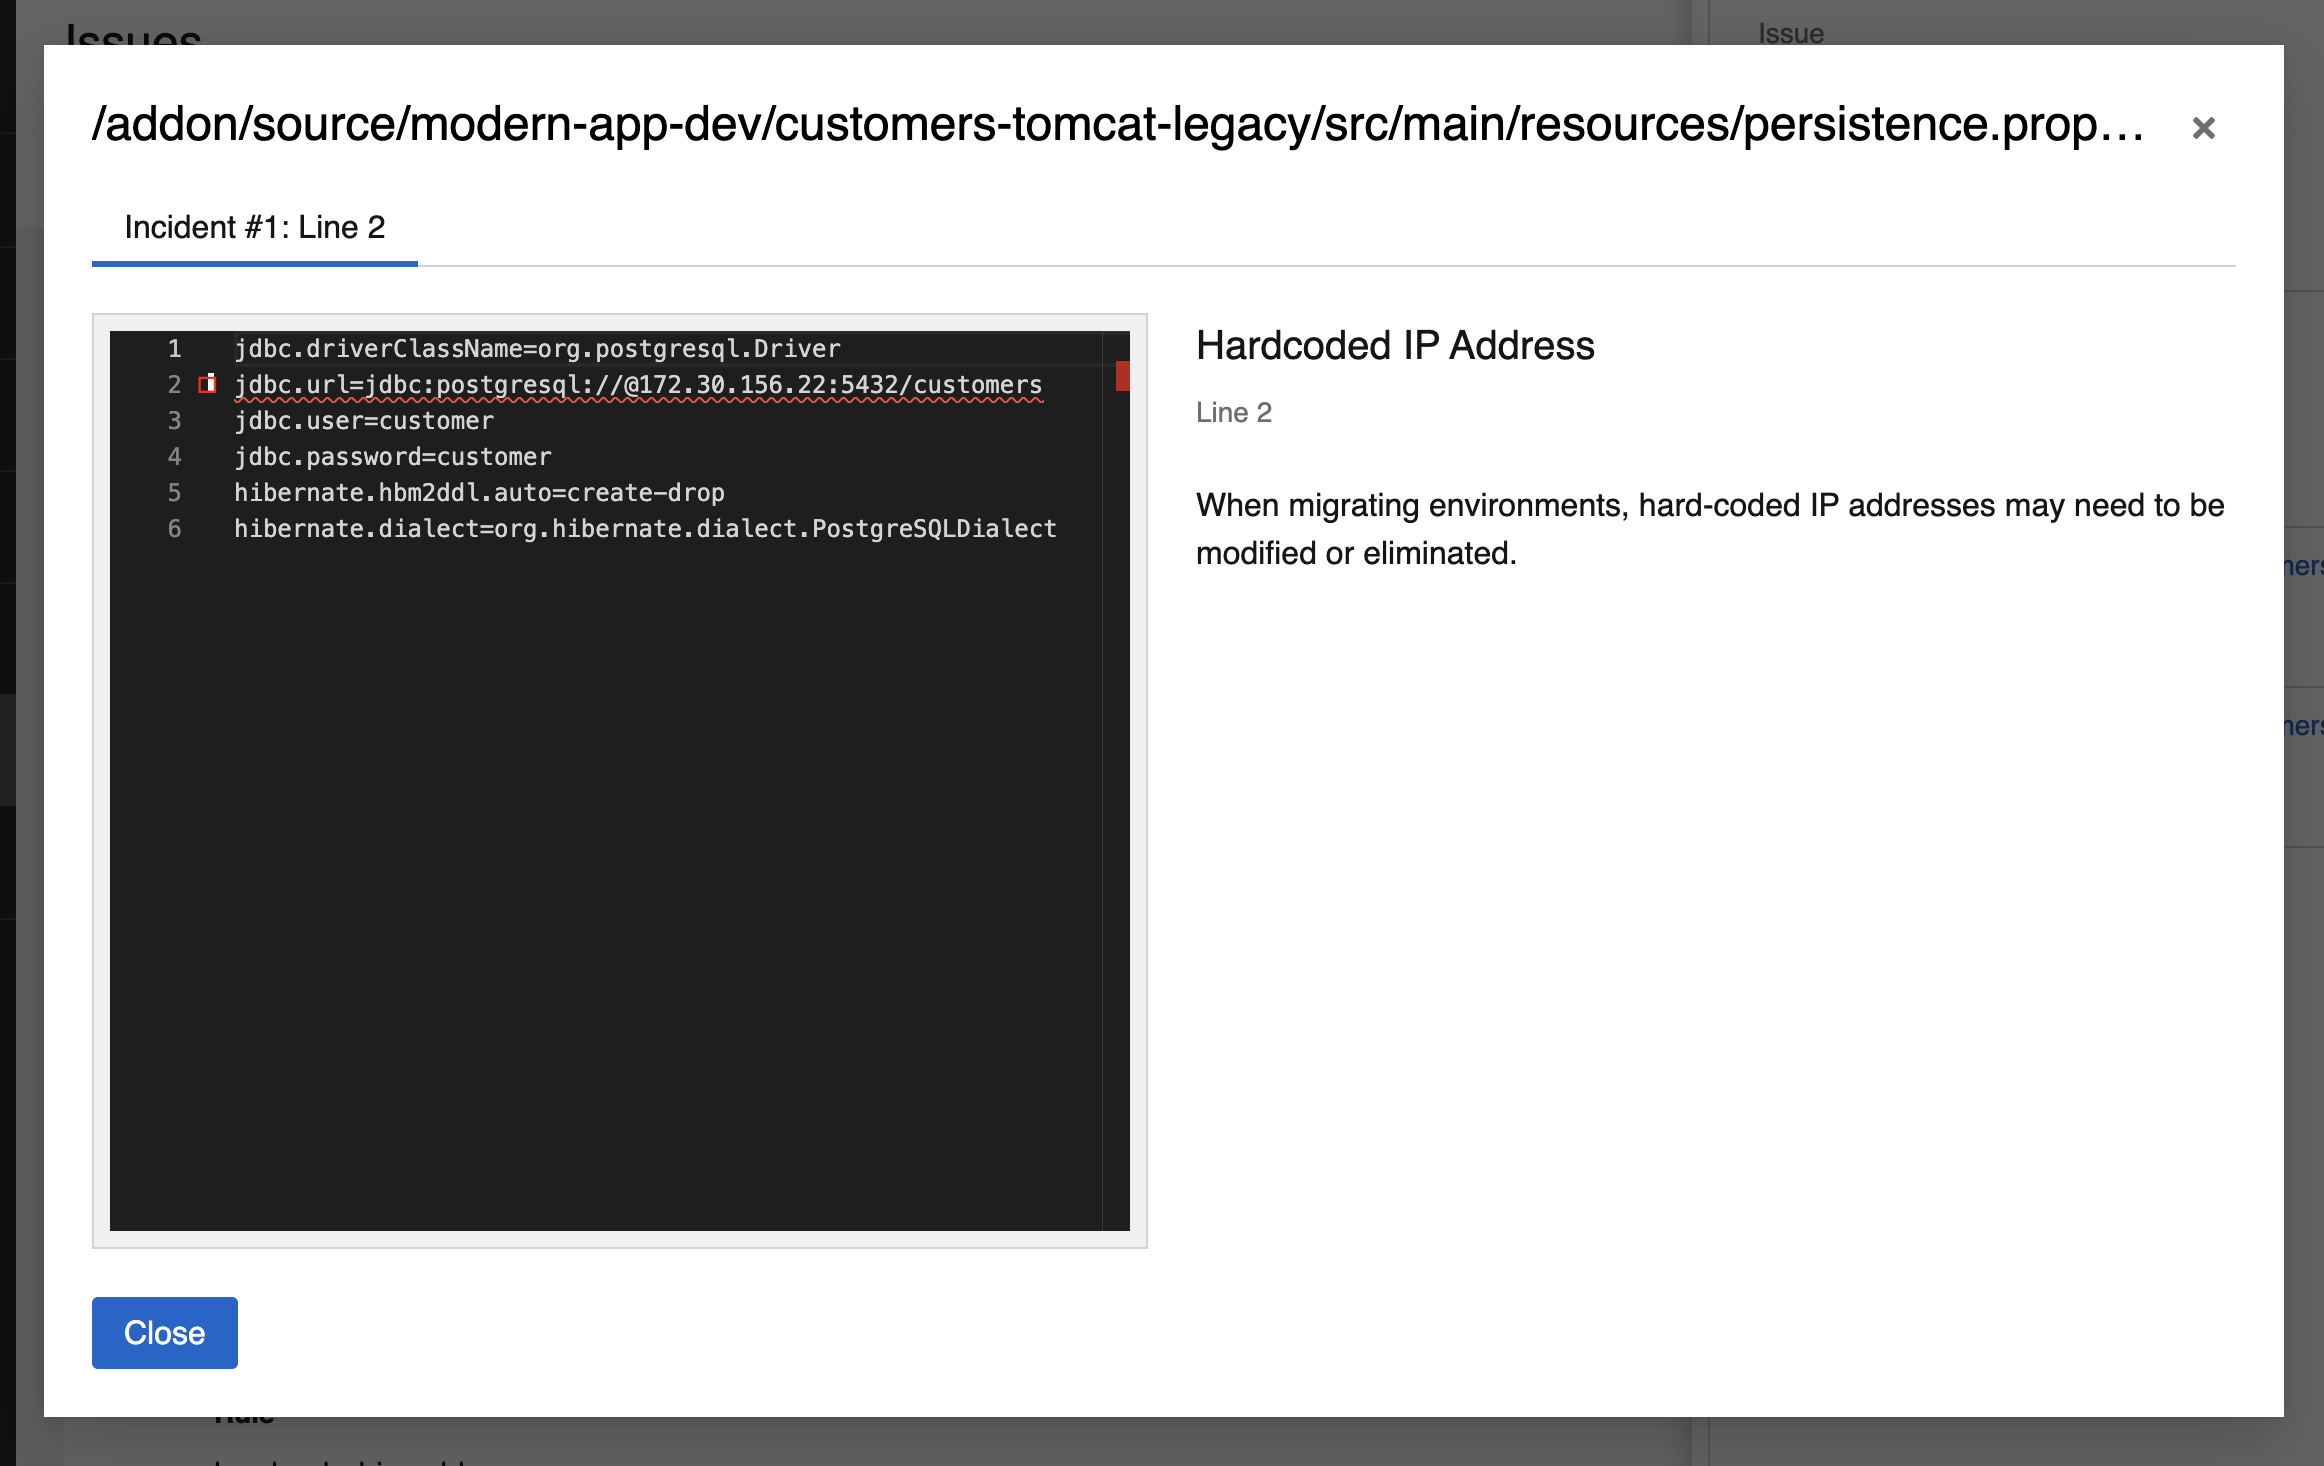 Issues
Issue
/addon/source/modern-app-dev/customers-tomcat-legacy/src/main/resources/persistence.prop…
Incident #1: Line 2
1 jdbc.driverClassName=org.postgresql.Driver
2 jdbc.url=jdbc:postgresql://@172.30.156.22:5432/customers
3 jdbc.user=customer
4 jdbc.password=customer
5 hibernate.hbm2ddl.auto=create-drop
6 hibernate.dialect=org.hibernate.dialect.PostgreSQLDialect
Hardcoded IP Address
Line 2
When migrating environments, hard-coded IP addresses may need to be
modified or eliminated.
ners
ners
Close
Rule